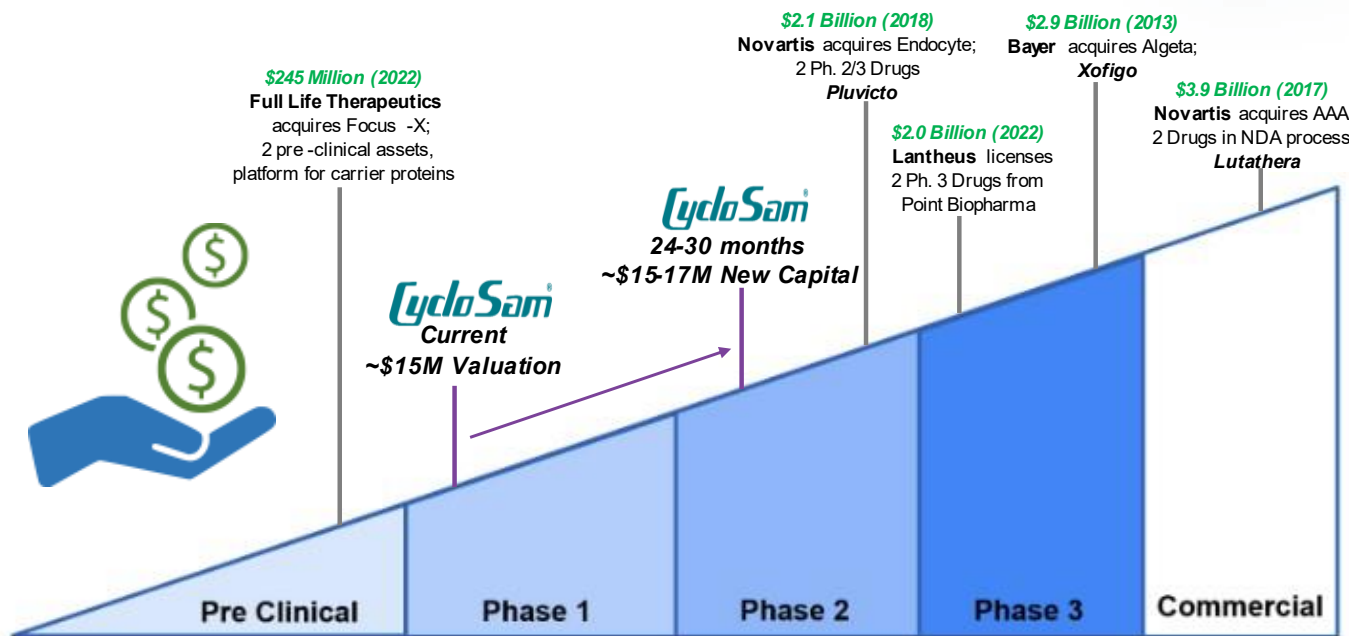 $245 Million (2022)
Full Life Therapeutics
acquires Focus -X;
2 pre -clinical assets,
platform for carrier proteins
CycloSam®
Current
~$15M Valuation
CycloSam®
24-30 months
~$15-17M New Capital
$2.1 Billion (2018)
Novartis acquires Endocyte;
2 Ph. 2/3 Drugs
Pluvicto
$2.0 Billion (2022)
Lantheus licenses
2 Ph. 3 Drugs from
Point Biopharma
$2.9 Billion (2013)
Bayer acquires Algeta;
Xofigo
$3.9 Billion (2017)
Novartis acquires AAA
2 Drugs in NDA process
Lutathera
$
$
$
Pre Clinical
Phase 1
Phase 2
Phase 3
Commercial